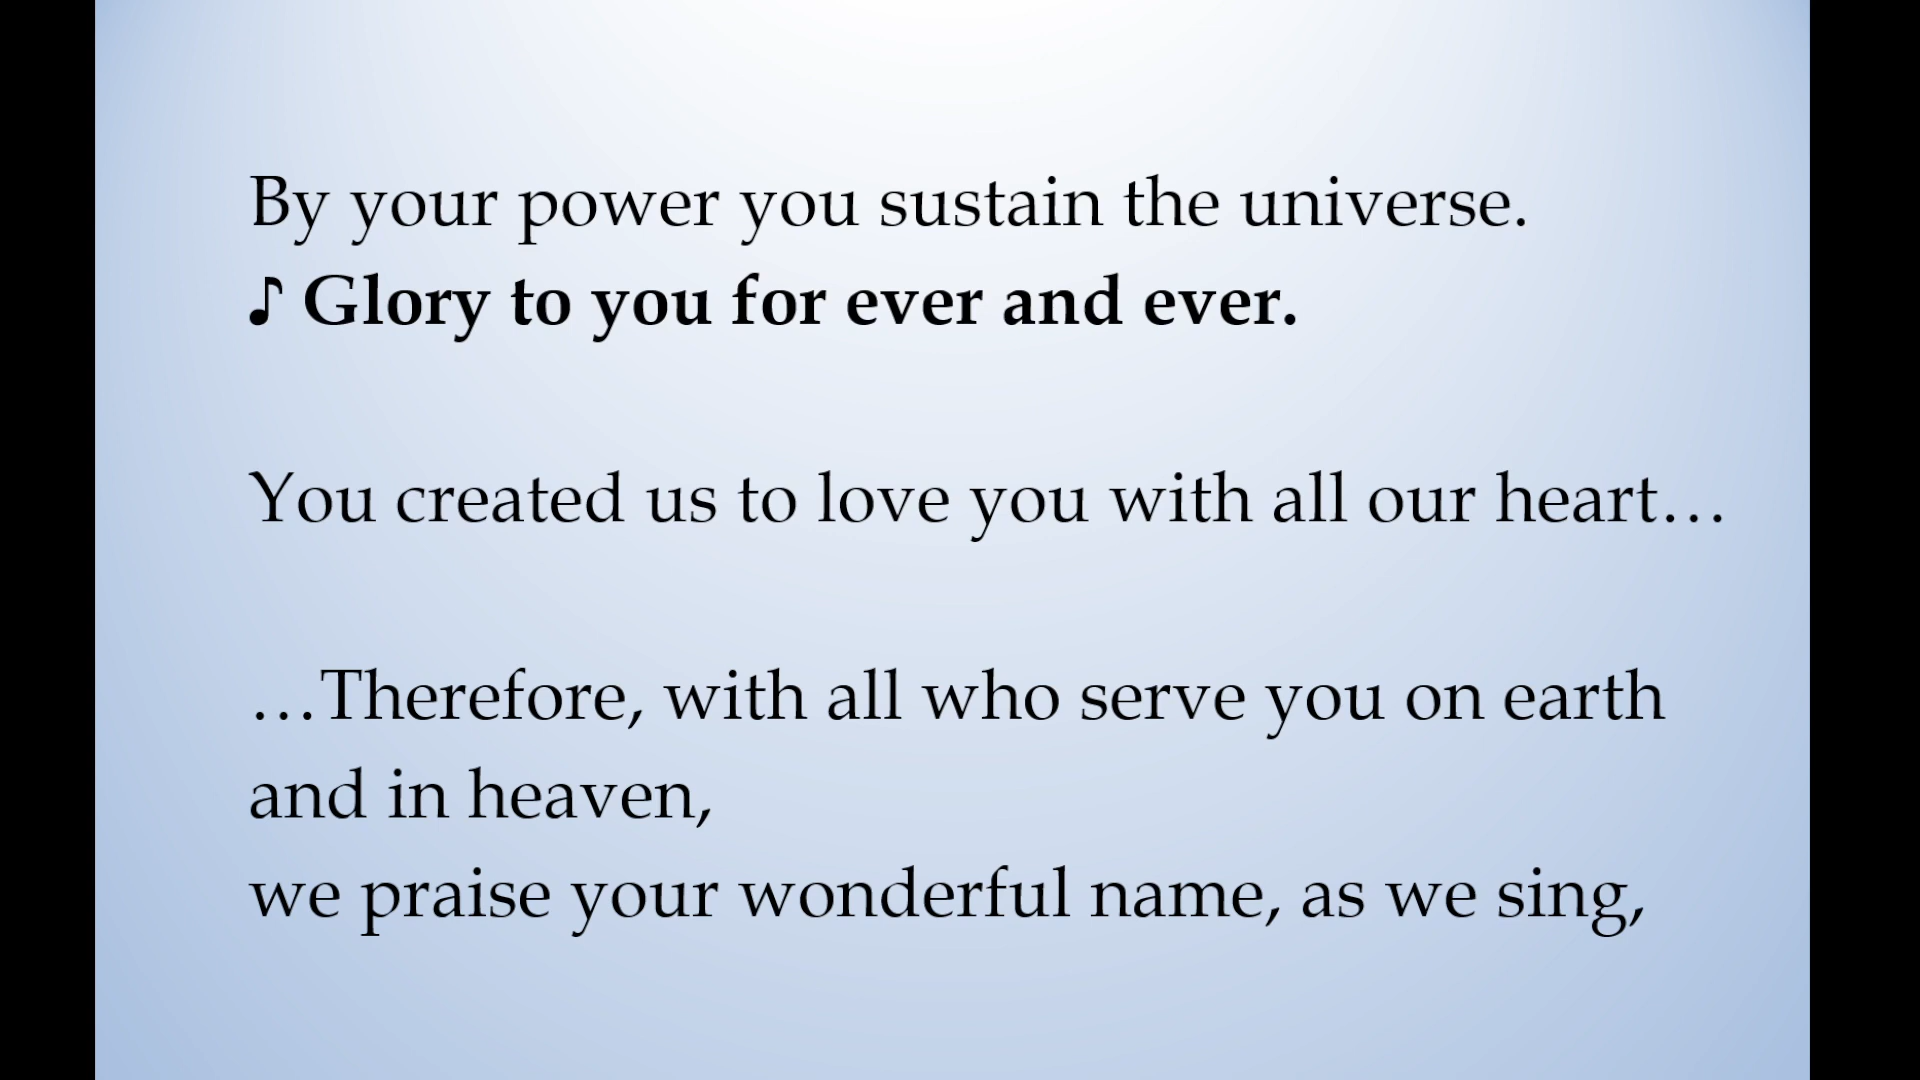 By your power you sustain the universe.
♪ Glory to you for ever and ever.
You created us to love you with all our heart…
…Therefore, with all who serve you on earth
and in heaven,
we praise your wonderful name, as we sing,